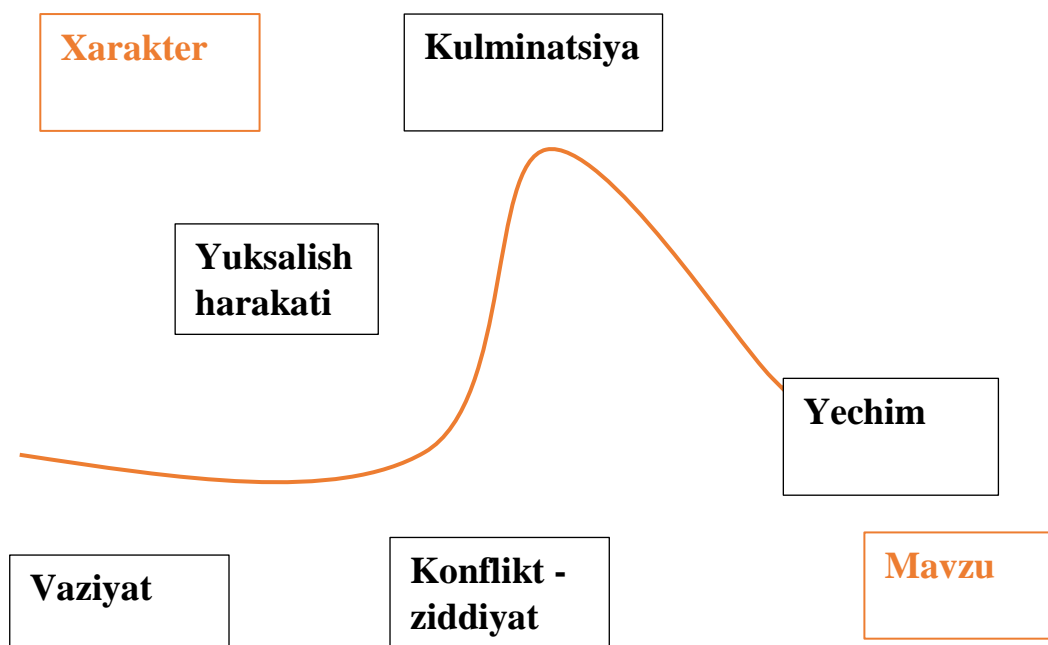 Xarakter
Kulminatsiya
Yuksalish
harakati
Yechim
Vaziyat
Konflikt -
ziddiyat
Mavzu